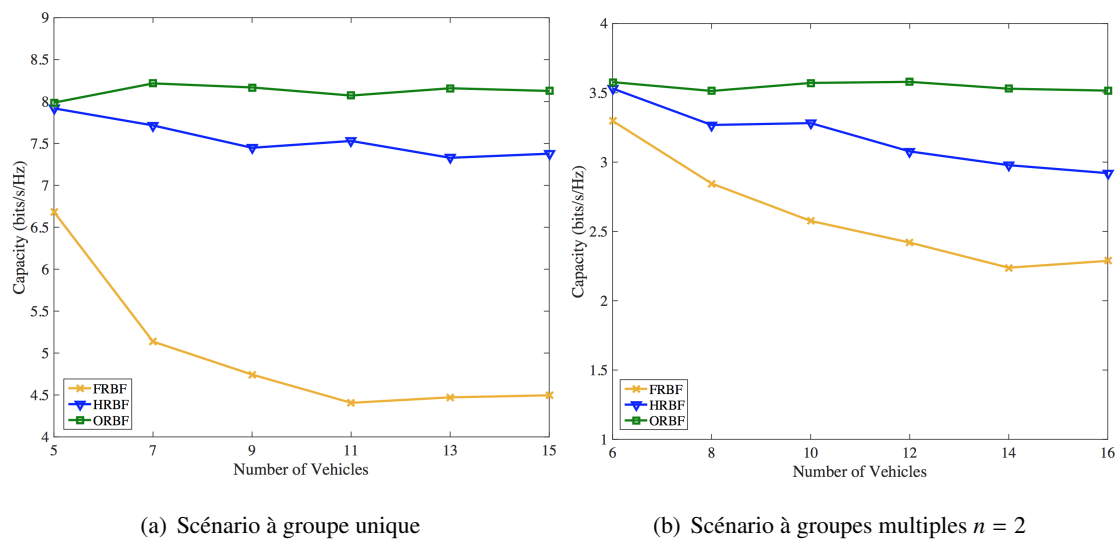 9
8.5
8
7.5
7
6.5
6
5.5
5
4.5
4
Capacity (bits/s/Hz)
FRBF
HRBF
ORBF
5 7 9 11 13 15
Number of Vehicles
(a) Scénario à groupe unique
4
3.5
3
2.5
2
1.5
1
Capacity (bits/s/Hz)
FRBF
HRBF
ORBF
6 8 10 12 14 16
Number of Vehicles
(b) Scénario à groupes multiples n = 2